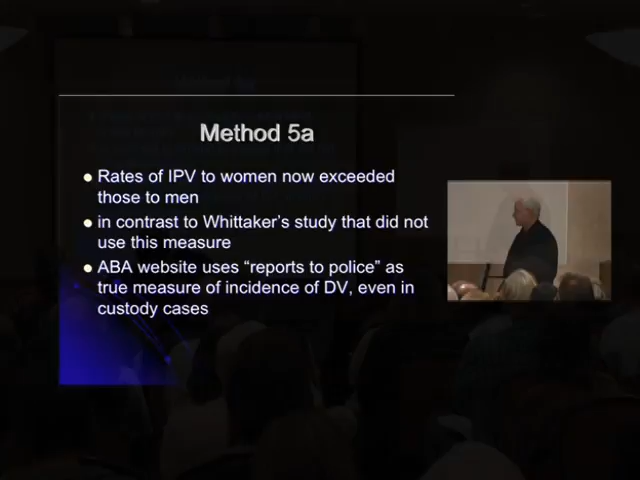 Method 5a
Rates of IPV to women now exceeded
those to men
in contrast to Whittaker's study that did not
use this measure
ABA website uses “reports to police” as
true measure of incidence of DV, even in
custody cases